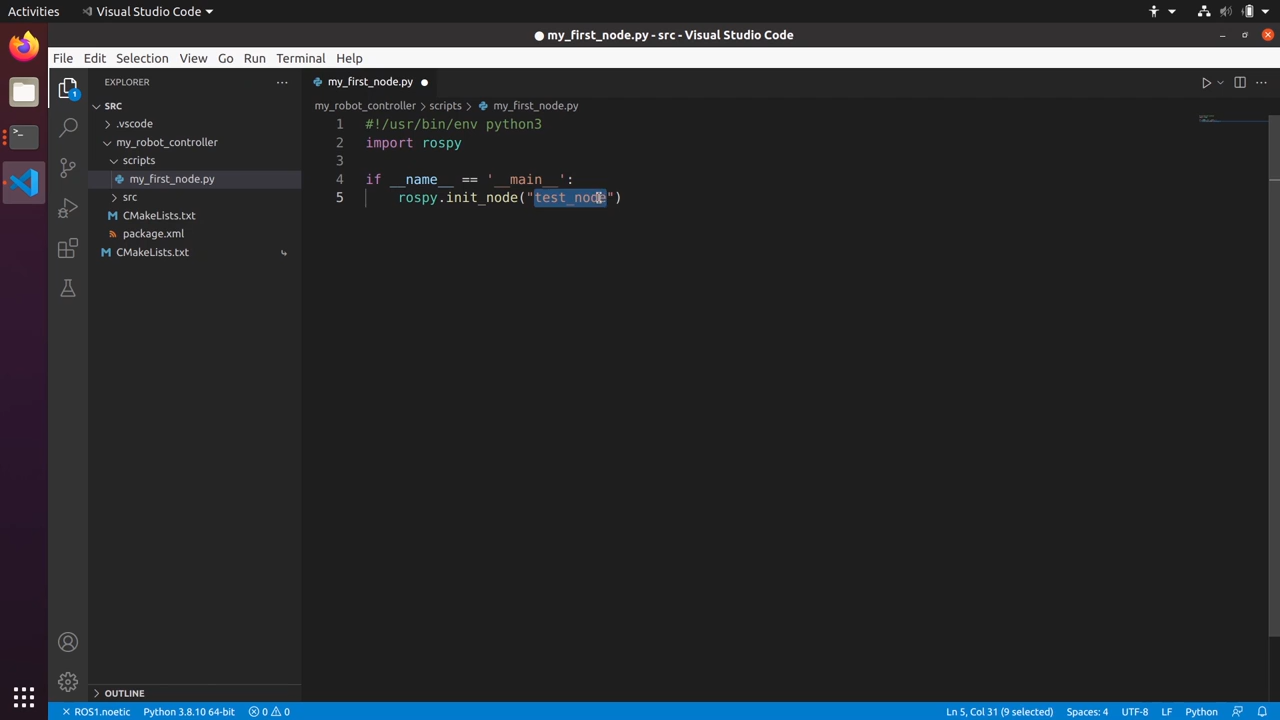 Activities
Visual Studio Code
my_first_node.py - src - Visual Studio Code
File Edit Selection View Go Run Terminal Help
EXPLORER
my_first_node.py
SRC
my_robot_controller > scripts > my_first_node.py
.vscode
my_robot_controller
scripts
my_first_node.py
src
CMakeLists.txt
package.xml
CMakeLists.txt
1 #!/usr/bin/env python3
2 import rospy
3
4 if __name__ == '__main__':
5 rospy.init_node("test_node")
1
OUTLINE
ROS1.noetic Python 3.8.10 64-bit 0 0 Ln 5, Col 31 (9 selected) Spaces: 4 UTF-8 LF Python